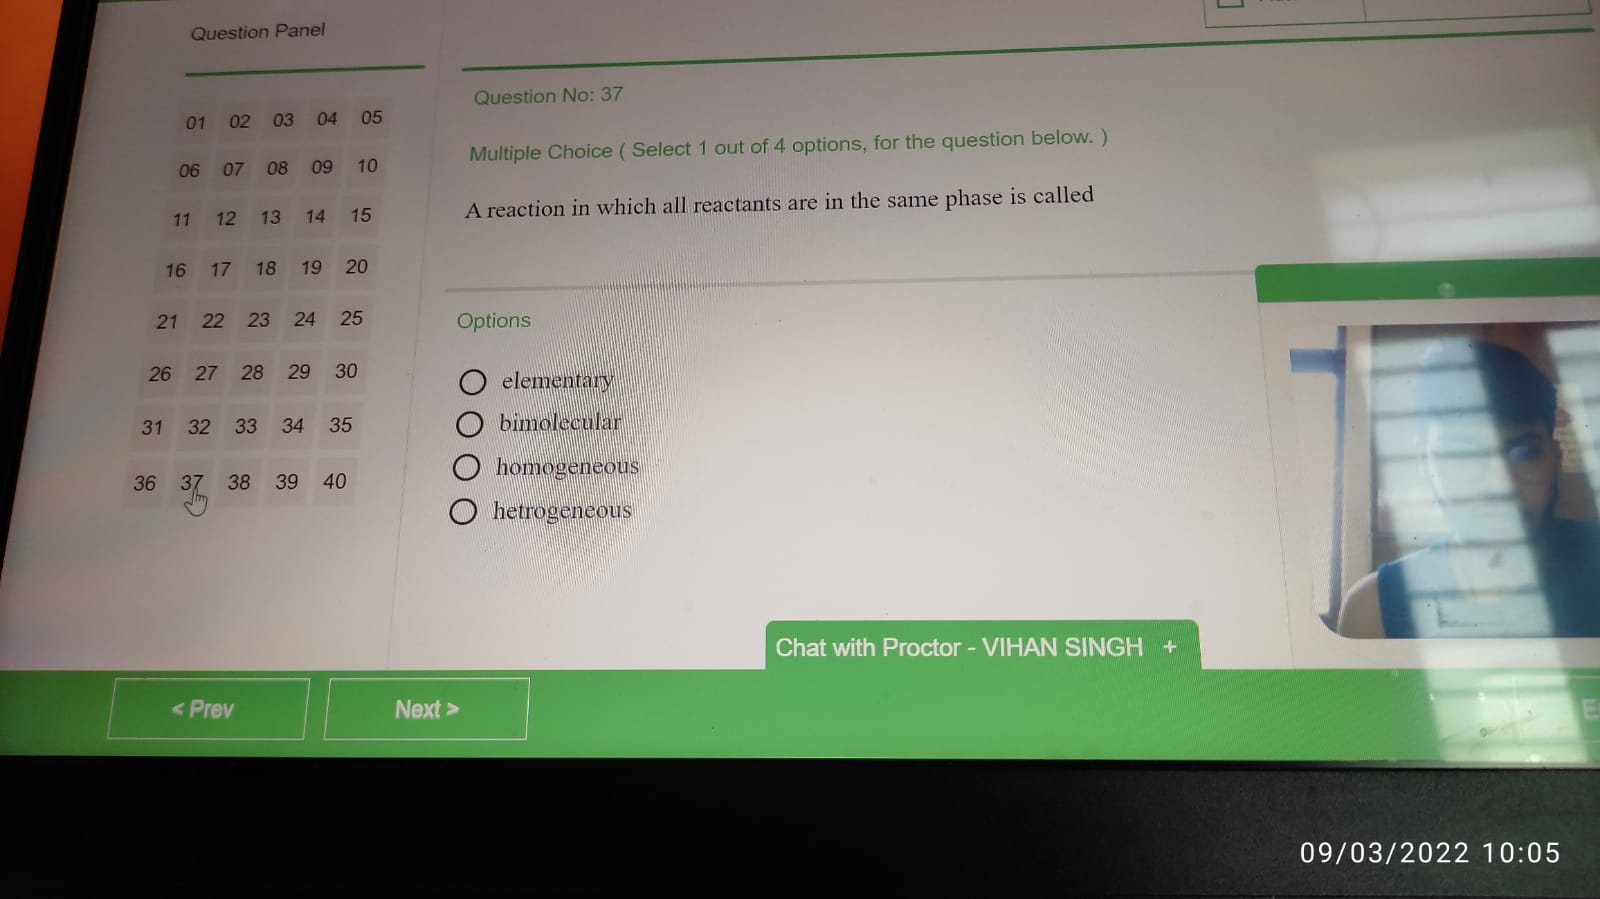 Question Panel
01 02 03 04 05
06 07 08 09 10
11 12 13 14 15
16 17 18 19 20
21 22 23 24 25
26 27 28 29 30
31 32 33 34 35
36 37 38 39 40
Question No: 37
Multiple Choice ( Select 1 out of 4 options, for the question below. )
A reaction in which all reactants are in the same phase is called
Options
elementary
bimolecular
homogeneous
hetrogeneous
Chat with Proctor - VIHAN SINGH +
< Prev
Next >
09/03/2022 10:05